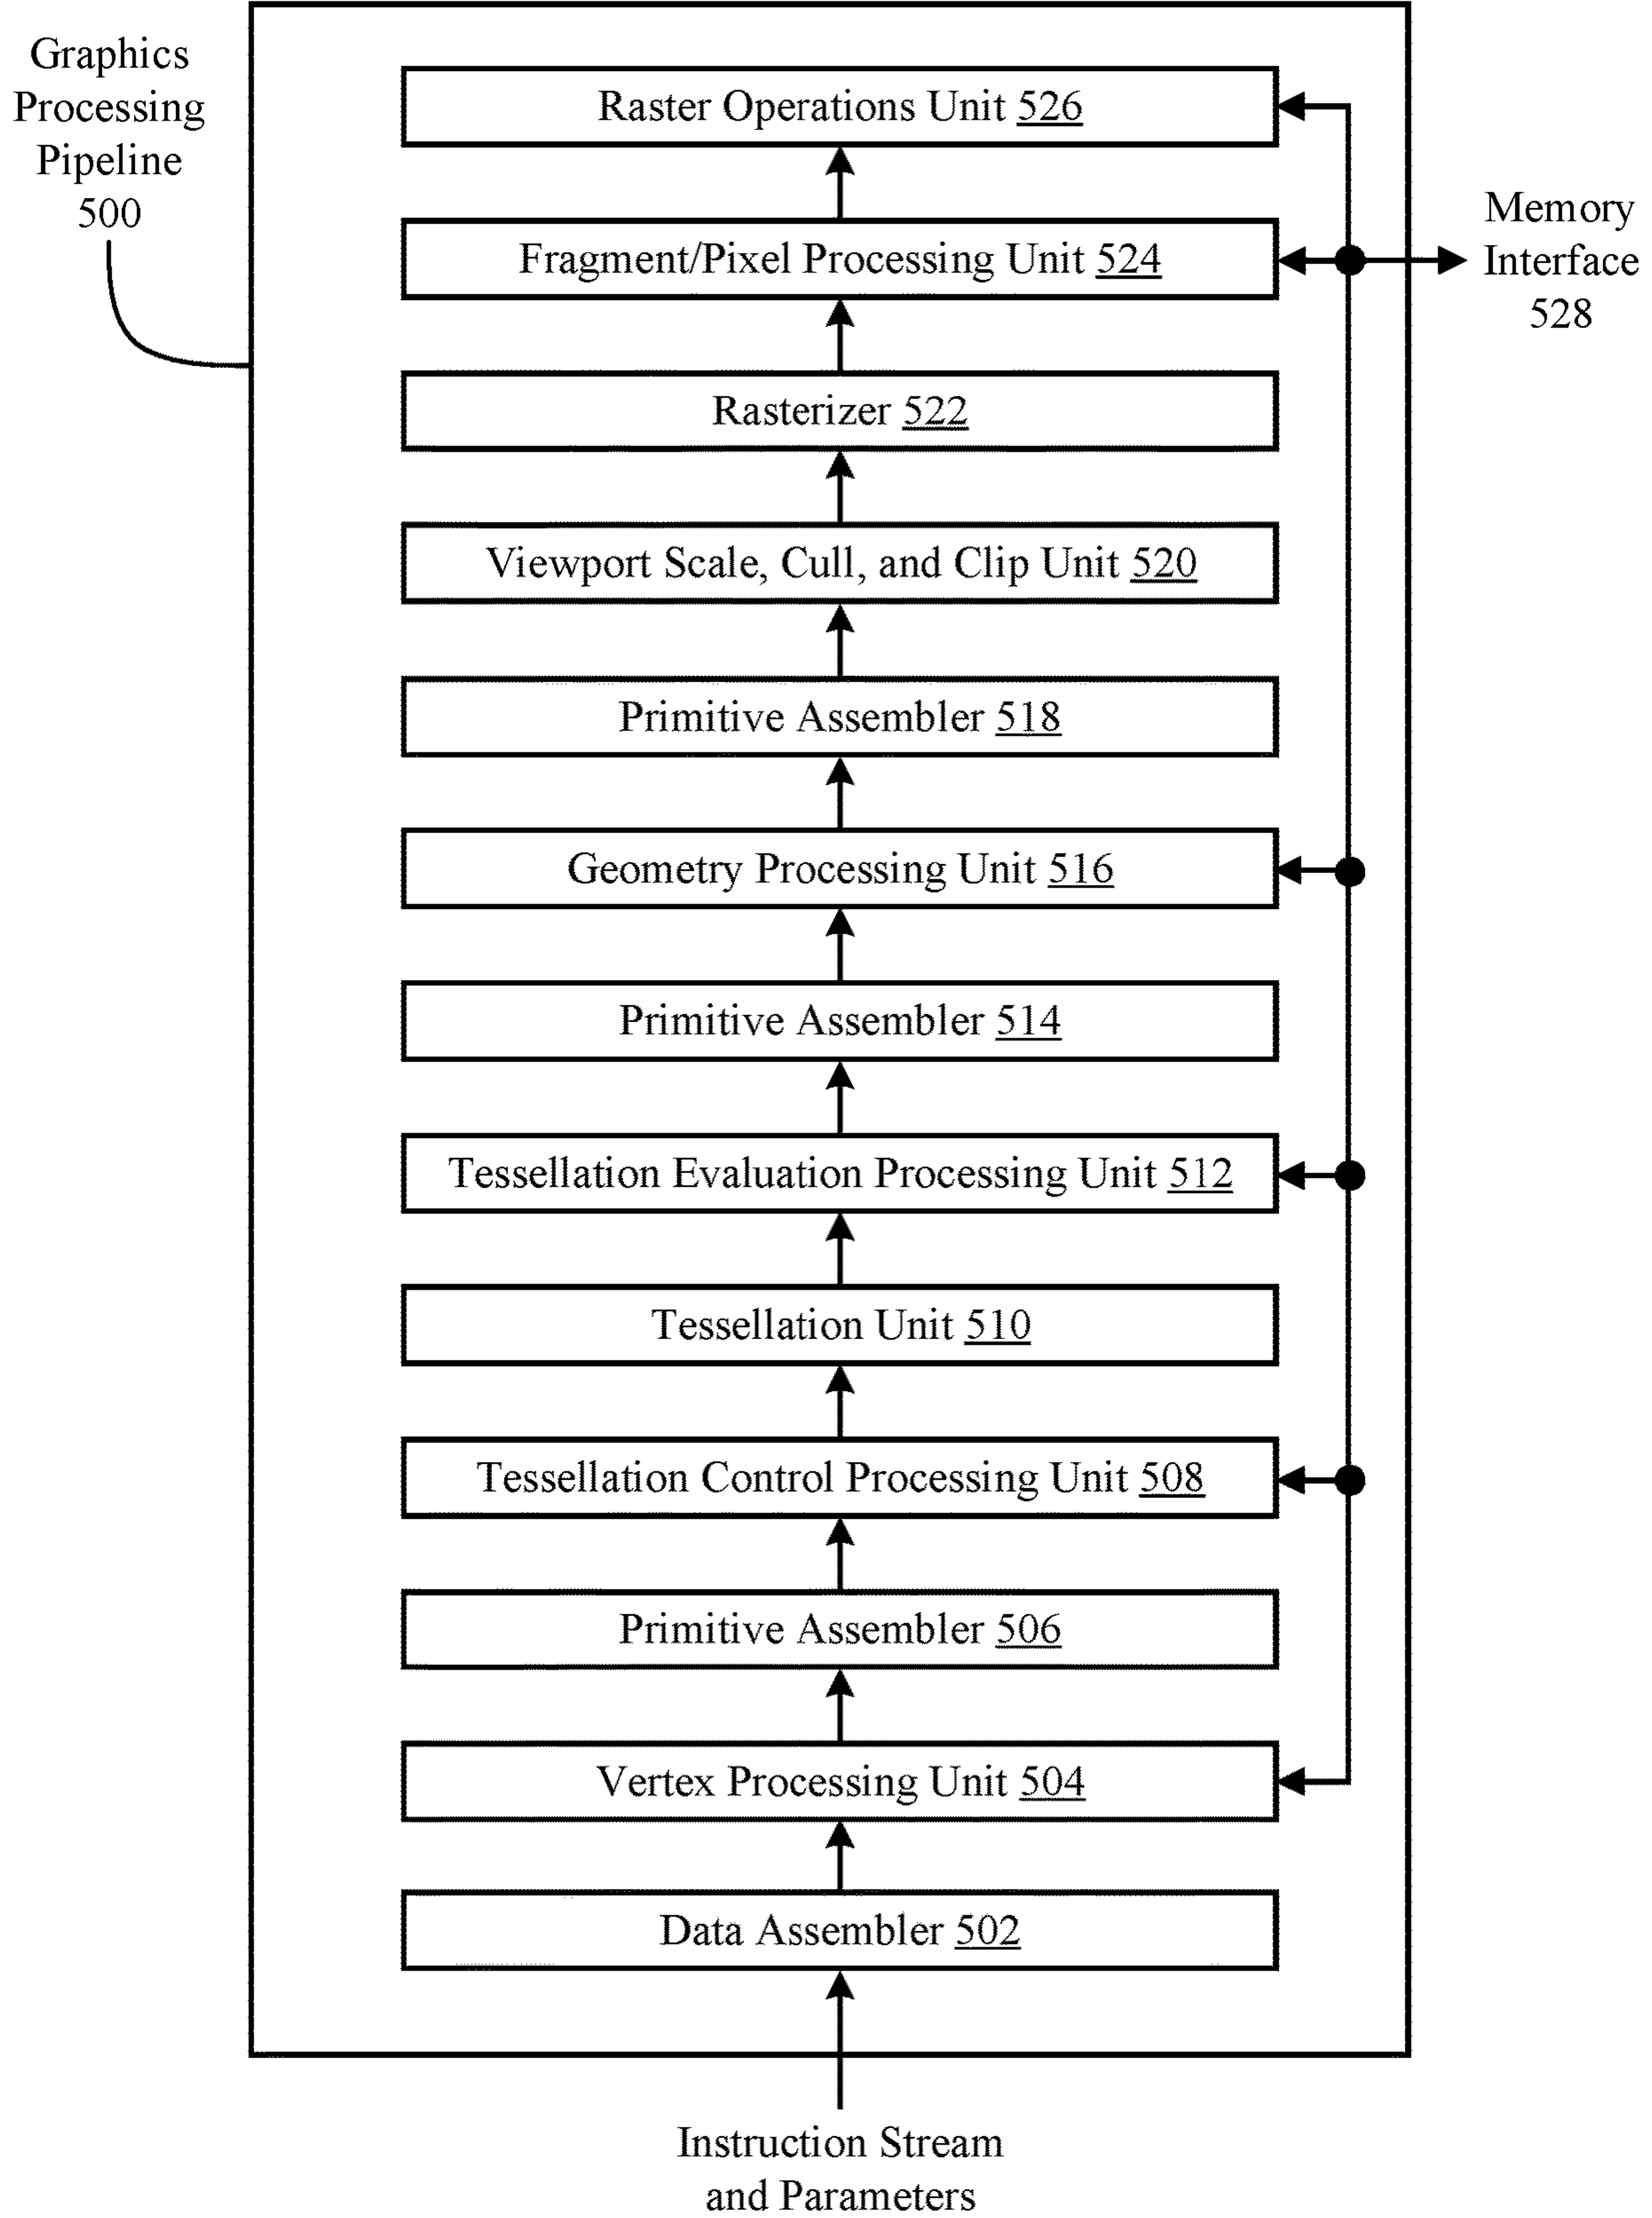 Graphics
Processing
Pipeline
500
Raster Operations Unit 526
Fragment/Pixel Processing Unit 524
Memory
Interface
528
Rasterizer 522
Viewport Scale, Cull, and Clip Unit 520
Primitive Assembler 518
Geometry Processing Unit 516
Primitive Assembler 514
Tessellation Evaluation Processing Unit 512
Tessellation Unit 510
Tessellation Control Processing Unit 508
Primitive Assembler 506
Vertex Processing Unit 504
Data Assembler 502
Instruction Stream
and Parameters